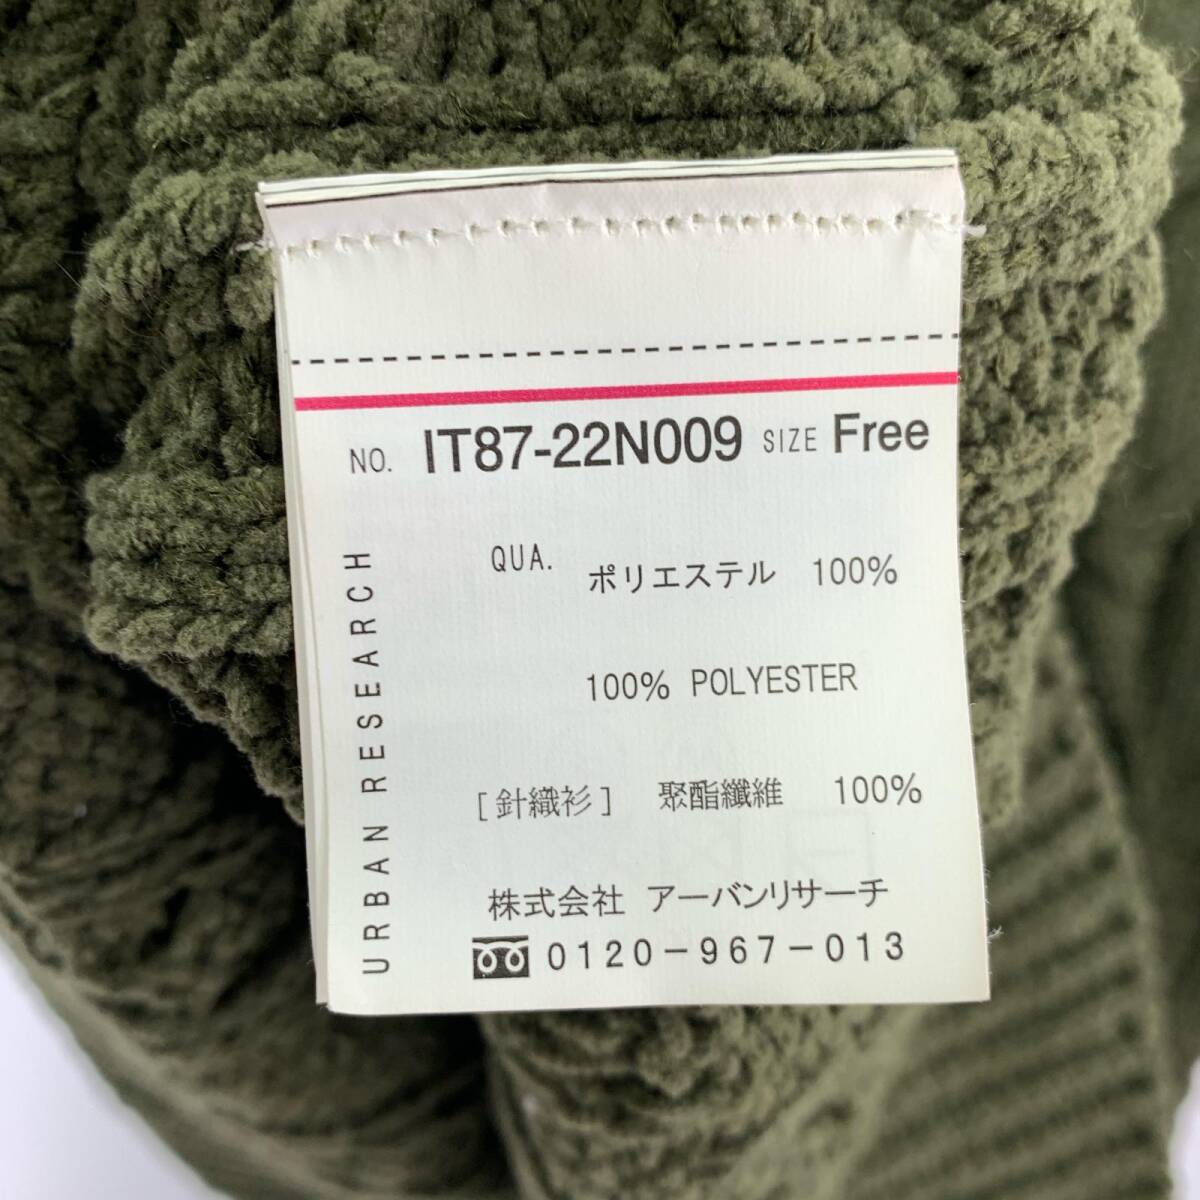 NO. IT87-22N009 SIZE Free
QUA. ポリエステル 100%
100% POLYESTER
[針織衫] 聚酯纖維 100%
株式会社 アーバンリサーチ
0120-967-013
URBAN RESEARCH